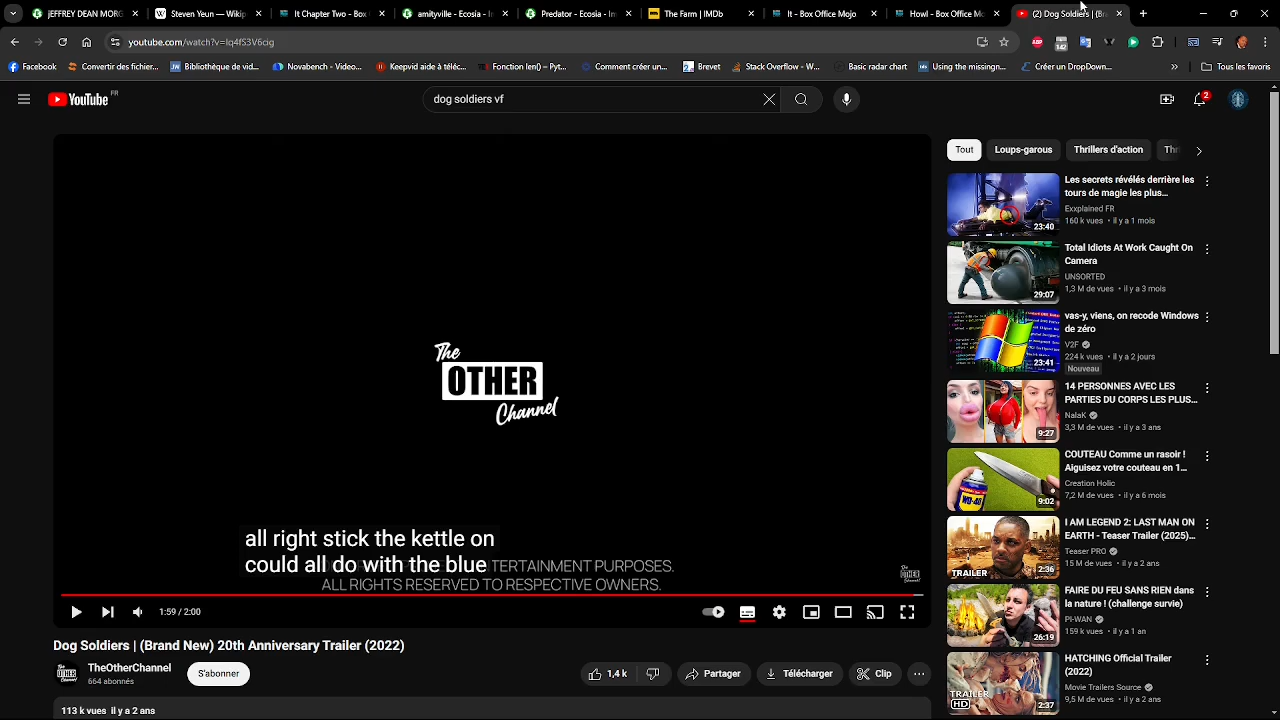 jEFFREY DEAN MORG
Steven Yeun — Wikip
It Chapter Two - Box
amityville - Ecosia - In
Predator - Ecosia - Ima
The Farm | IMDb
It - Box Office Mojo
Howl - Box Office Mo
(2) Dog Soldiers | (Bra
youtube.com/watch?v=Iq4fS3V6cig
142
Facebook
Convertir des fichier...
Bibliothèque de vid...
Novabench - Video...
Keepvid aide à téléc...
Fonction len() – Pyt...
Comment créer un...
Brevet
Stack Overflow - W...
Basic radar chart
Using the missingn...
Créer un DropDown...
Tous les favoris
YouTube FR
dog soldiers vf
2
The
OTHER
Channel
all right stick the kettle on
could all do with the blue TERTAINMENT PURPOSES.
ALL RIGHTS RESERVED TO RESPECTIVE OWNERS.
1:59 / 2:00
Dog Soldiers | (Brand New) 20th Anniversary Trailer (2022)
TheOtherChannel
664 abonnés
S'abonner
1,4 k
Partager
Télécharger
Clip
113 k vues il y a 2 ans
Tout
Loups-garous
Thrillers d'action
Thri
Les secrets révélés derrière les
tours de magie les plus...
Exxplained FR
160 k vues • il y a 1 mois
23:40
Total Idiots At Work Caught On
Camera
UNSORTED
1,3 M de vues • il y a 3 mois
29:07
vas-y, viens, on recode Windows
de zéro
V2F
224 k vues • il y a 2 jours
Nouveau
23:41
14 PERSONNES AVEC LES
PARTIES DU CORPS LES PLUS...
NalaK
3,3 M de vues • il y a 3 ans
9:27
COUTEAU Comme un rasoir !
Aiguisez votre couteau en 1...
Creation Holic
7,2 M de vues • il y a 6 mois
WD-40
9:02
I AM LEGEND 2: LAST MAN ON
EARTH - Teaser Trailer (2025)...
Teaser PRO
15 M de vues • il y a 2 ans
TRAILER
2:36
FAIRE DU FEU SANS RIEN dans
la nature ! (challenge survie)
PI-WAN
159 k vues • il y a 1 an
26:19
HATCHING Official Trailer
(2022)
Movie Trailers Source
9,5 M de vues • il y a 2 ans
TRAILER
HD
2:37